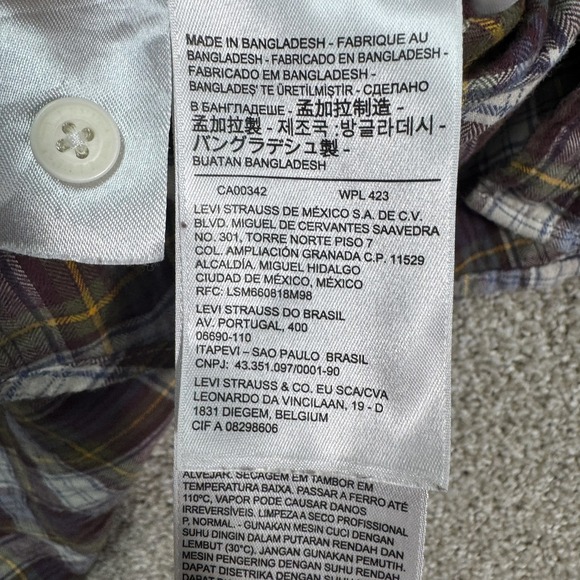 MADE IN BANGLADESH - FABRIQUE AU
BANGLADESH - FABRICADO EN BANGLADESH -
FABRICADO EM BANGLADESH -
BANGLADEŞ' TE ÜRETİLMİŞTİR - СДЕЛАНО
В БАНГЛАДЕШЕ - 孟加拉制造 -
孟加拉製 - 제조국 :방글라데시 -
バングラデシュ製 -
BUATAN BANGLADESH
CA00342 WPL 423
LEVI STRAUSS DE MÉXICO S.A. DE C.V.
BLVD. MIGUEL DE CERVANTES SAAVEDRA
NO. 301, TORRE NORTE PISO 7
COL. AMPLIACIÓN GRANADA C.P. 11529
ALCALDÍA. MIGUEL HIDALGO
CIUDAD DE MÉXICO, MÉXICO
RFC: LSM660818M98
LEVI STRAUSS DO BRASIL
AV. PORTUGAL, 400
06690-110
ITAPEVI – SAO PAULO BRASIL
CNPJ: 43.351.097/0001-90
LEVI STRAUSS & CO. EU SCA/CVA
LEONARDO DA VINCILAAN, 19 - D
1831 DIEGEM, BELGIUM
CIF A 08298606
ALVEJAR. SECAGEM EM TAMBOR EM
TEMPERATURA BAIXA. PASSAR A FERRO ATÉ
110°C, VAPOR PODE CAUSAR DANOS
IRREVERSÍVEIS. LIMPEZA A SECO PROFISSIONAL
P, NORMAL. - GUNAKAN MESIN CUCI DENGAN
SUHU DINGIN DALAM PUTARAN RENDAH DAN
LEMBUT (30°C). JANGAN GUNAKAN PEMUTIH.
MESIN PENGERING DENGAN SUHU RENDAH
DAPAT DISETRIKA DENGAN SUHU